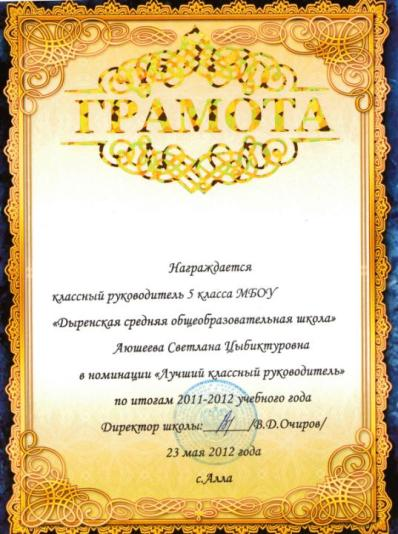 ГРАМОТА
Награждается
классный руководитель 5 класса МБОУ
«Дыренская средняя общеобразовательная школа»
Аюшеева Светлана Цыбиктуровна
в номинации «Лучший классный руководитель»
по итогам 2011-2012 учебного года
Директор школы:________/В.Д.Очиров/
23 мая 2012 года
с.Алла